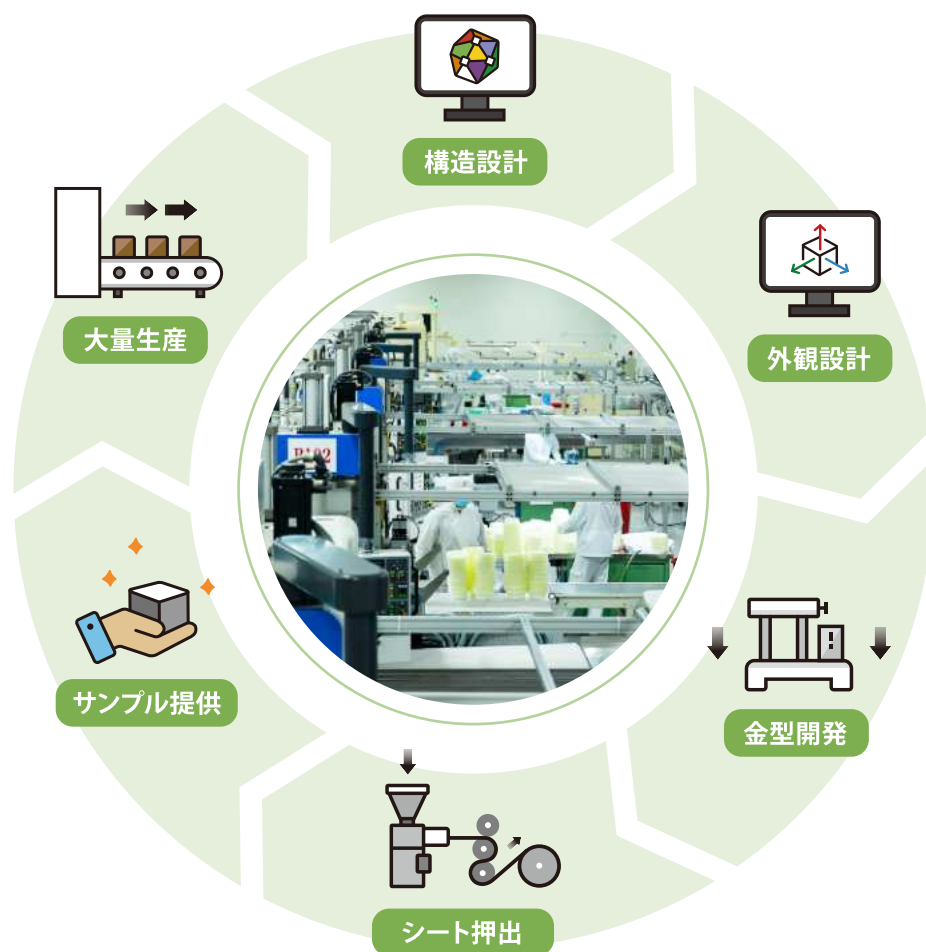 構造設計
外観設計
金型開発
シート押出
サンプル提供
大量生産